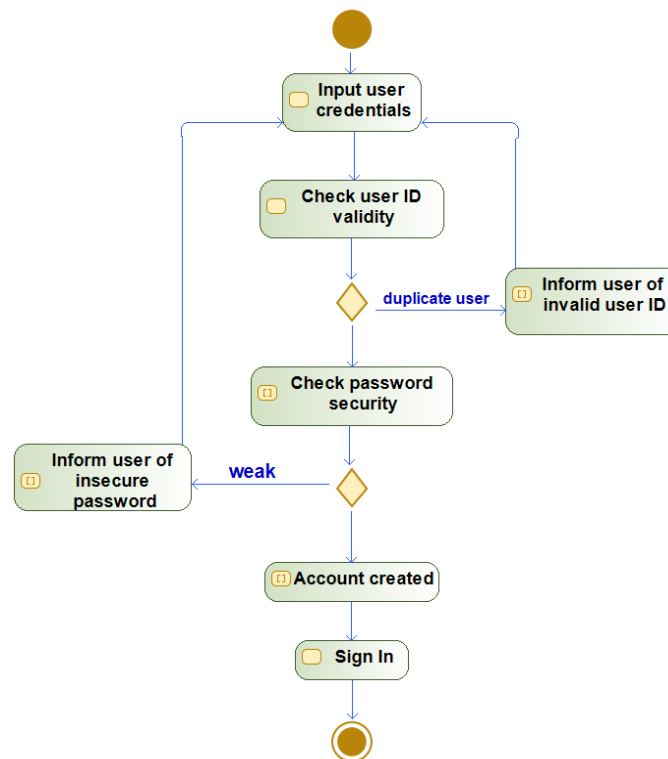 Input user
credentials
Check user ID
validity
duplicate user
Inform user of
invalid user ID
Check password
security
weak
Inform user of
insecure
password
Account created
Sign In